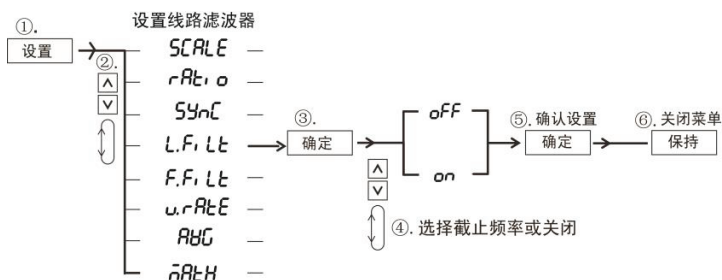 设置线路滤波器
①.
设置
②.
SCALE
rAtio
SYnC
L.FiLt
F.FiLt
u.rAtE
AVG
mAtH
③.
确定
oFF
on
④. 选择截止频率或关闭
⑤. 确认设置
确定
⑥. 关闭菜单
保持